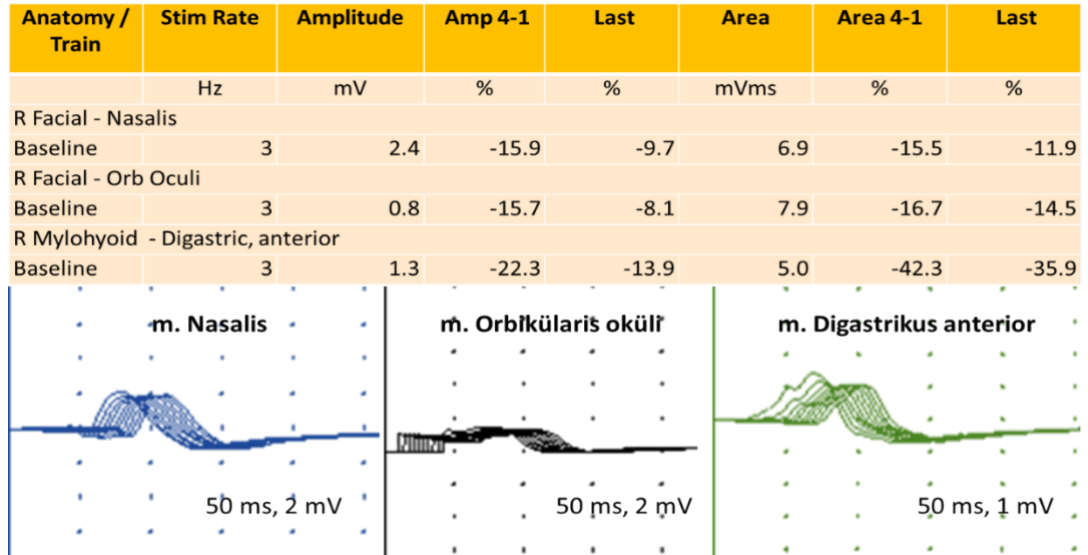 Anatomy / Train Stim Rate Amplitude Amp 4-1 Last Area Area 4-1 Last
Hz mV % % mVms % %
R Facial - Nasalis
Baseline 3 2.4 -15.9 -9.7 6.9 -15.5 -11.9
R Facial - Orb Oculi
Baseline 3 0.8 -15.7 -8.1 7.9 -16.7 -14.5
R Mylohyoid - Digastric, anterior
Baseline 3 1.3 -22.3 -13.9 5.0 -42.3 -35.9
m. Nasalis m. Orbikülaris oküli m. Digastrikus anterior
50 ms, 2 mV 50 ms, 2 mV 50 ms, 1 mV